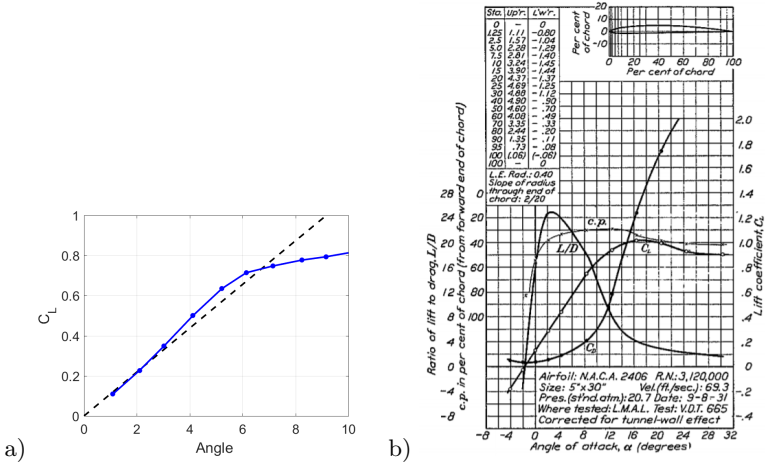 a)
C_L
1
0.8
0.6
0.4
0.2
0
0 2 4 6 8 10
Angle
b)
Sta. Up'r. L'w'r.
0 – 0
1.25 1.11 -0.80
2.5 1.57 -1.04
5.0 2.28 -1.29
7.5 2.81 -1.40
10 3.24 -1.45
15 3.90 -1.44
20 4.37 -1.37
25 4.69 -1.25
30 4.88 -1.12
40 4.90 -.90
50 4.60 -.70
60 4.08 -.49
70 3.35 -.33
80 2.44 -.20
90 1.35 -.11
95 .73 -.08
100 (.06) (-.06)
100 – 0
L.E. Rad.: 0.40
Slope of radius
through end of
chord: 2/20
Per cent
of chord
20
10
0
-10
0 20 40 60 80 100
Per cent of chord
Ratio of lift to drag, L/D
28
24
20
16
12
8
4
0
-4
-8
c.p. in per cent of chord (from forward end of chord)
0
20
40
60
80
100
c.p.
L/D
C_L
C_D
2.0
1.8
1.6
1.4
1.2
1.0
.8
.6
.4
.2
0
-.2
-.4
Lift coefficient, C_L
Airfoil: N.A.C.A. 2406 R.N.: 3,120,000
Size: 5"x30" Vel.(ft./sec.): 69.3
Pres.(st'nd. atm.): 20.7 Date: 9-8-31
Where tested: L.M.A.L. Test: V.D.T. 665
Corrected for tunnel-wall effect
-8 -4 0 4 8 12 16 20 24 28 32
Angle of attack, α (degrees)